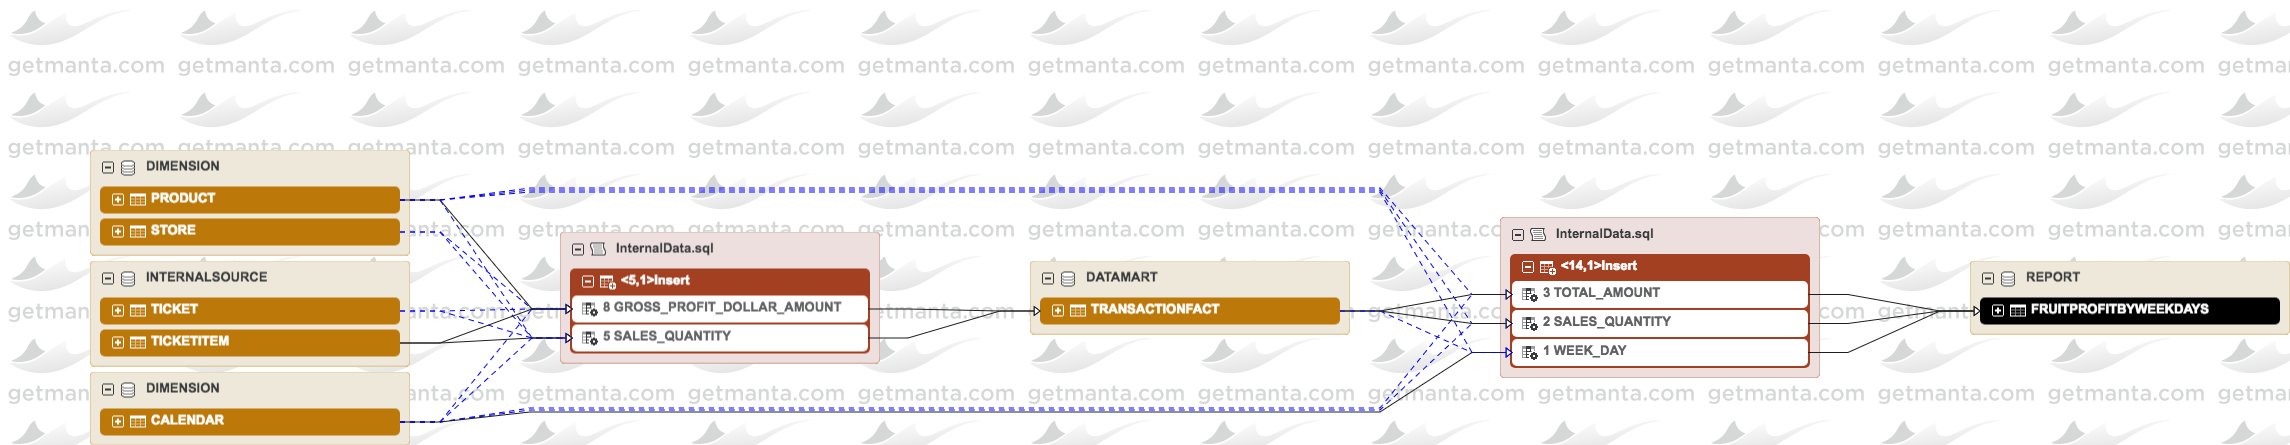 getmanta.com getmanta.com getmanta.com getmanta.com getmanta.com getmanta.com getmanta.com getmanta.com getmanta.com getmanta.com getmanta.com getmanta.com getmanta.com getm
DIMENSION
PRODUCT
STORE
INTERNALSOURCE
TICKET
TICKETITEM
DIMENSION
CALENDAR
InternalData.sql
<5,1>Insert
8 GROSS_PROFIT_DOLLAR_AMOUNT
5 SALES_QUANTITY
DATAMART
TRANSACTIONFACT
InternalData.sql
<14,1>Insert
3 TOTAL_AMOUNT
2 SALES_QUANTITY
1 WEEK_DAY
REPORT
FRUITPROFITBYWEEKDAYS